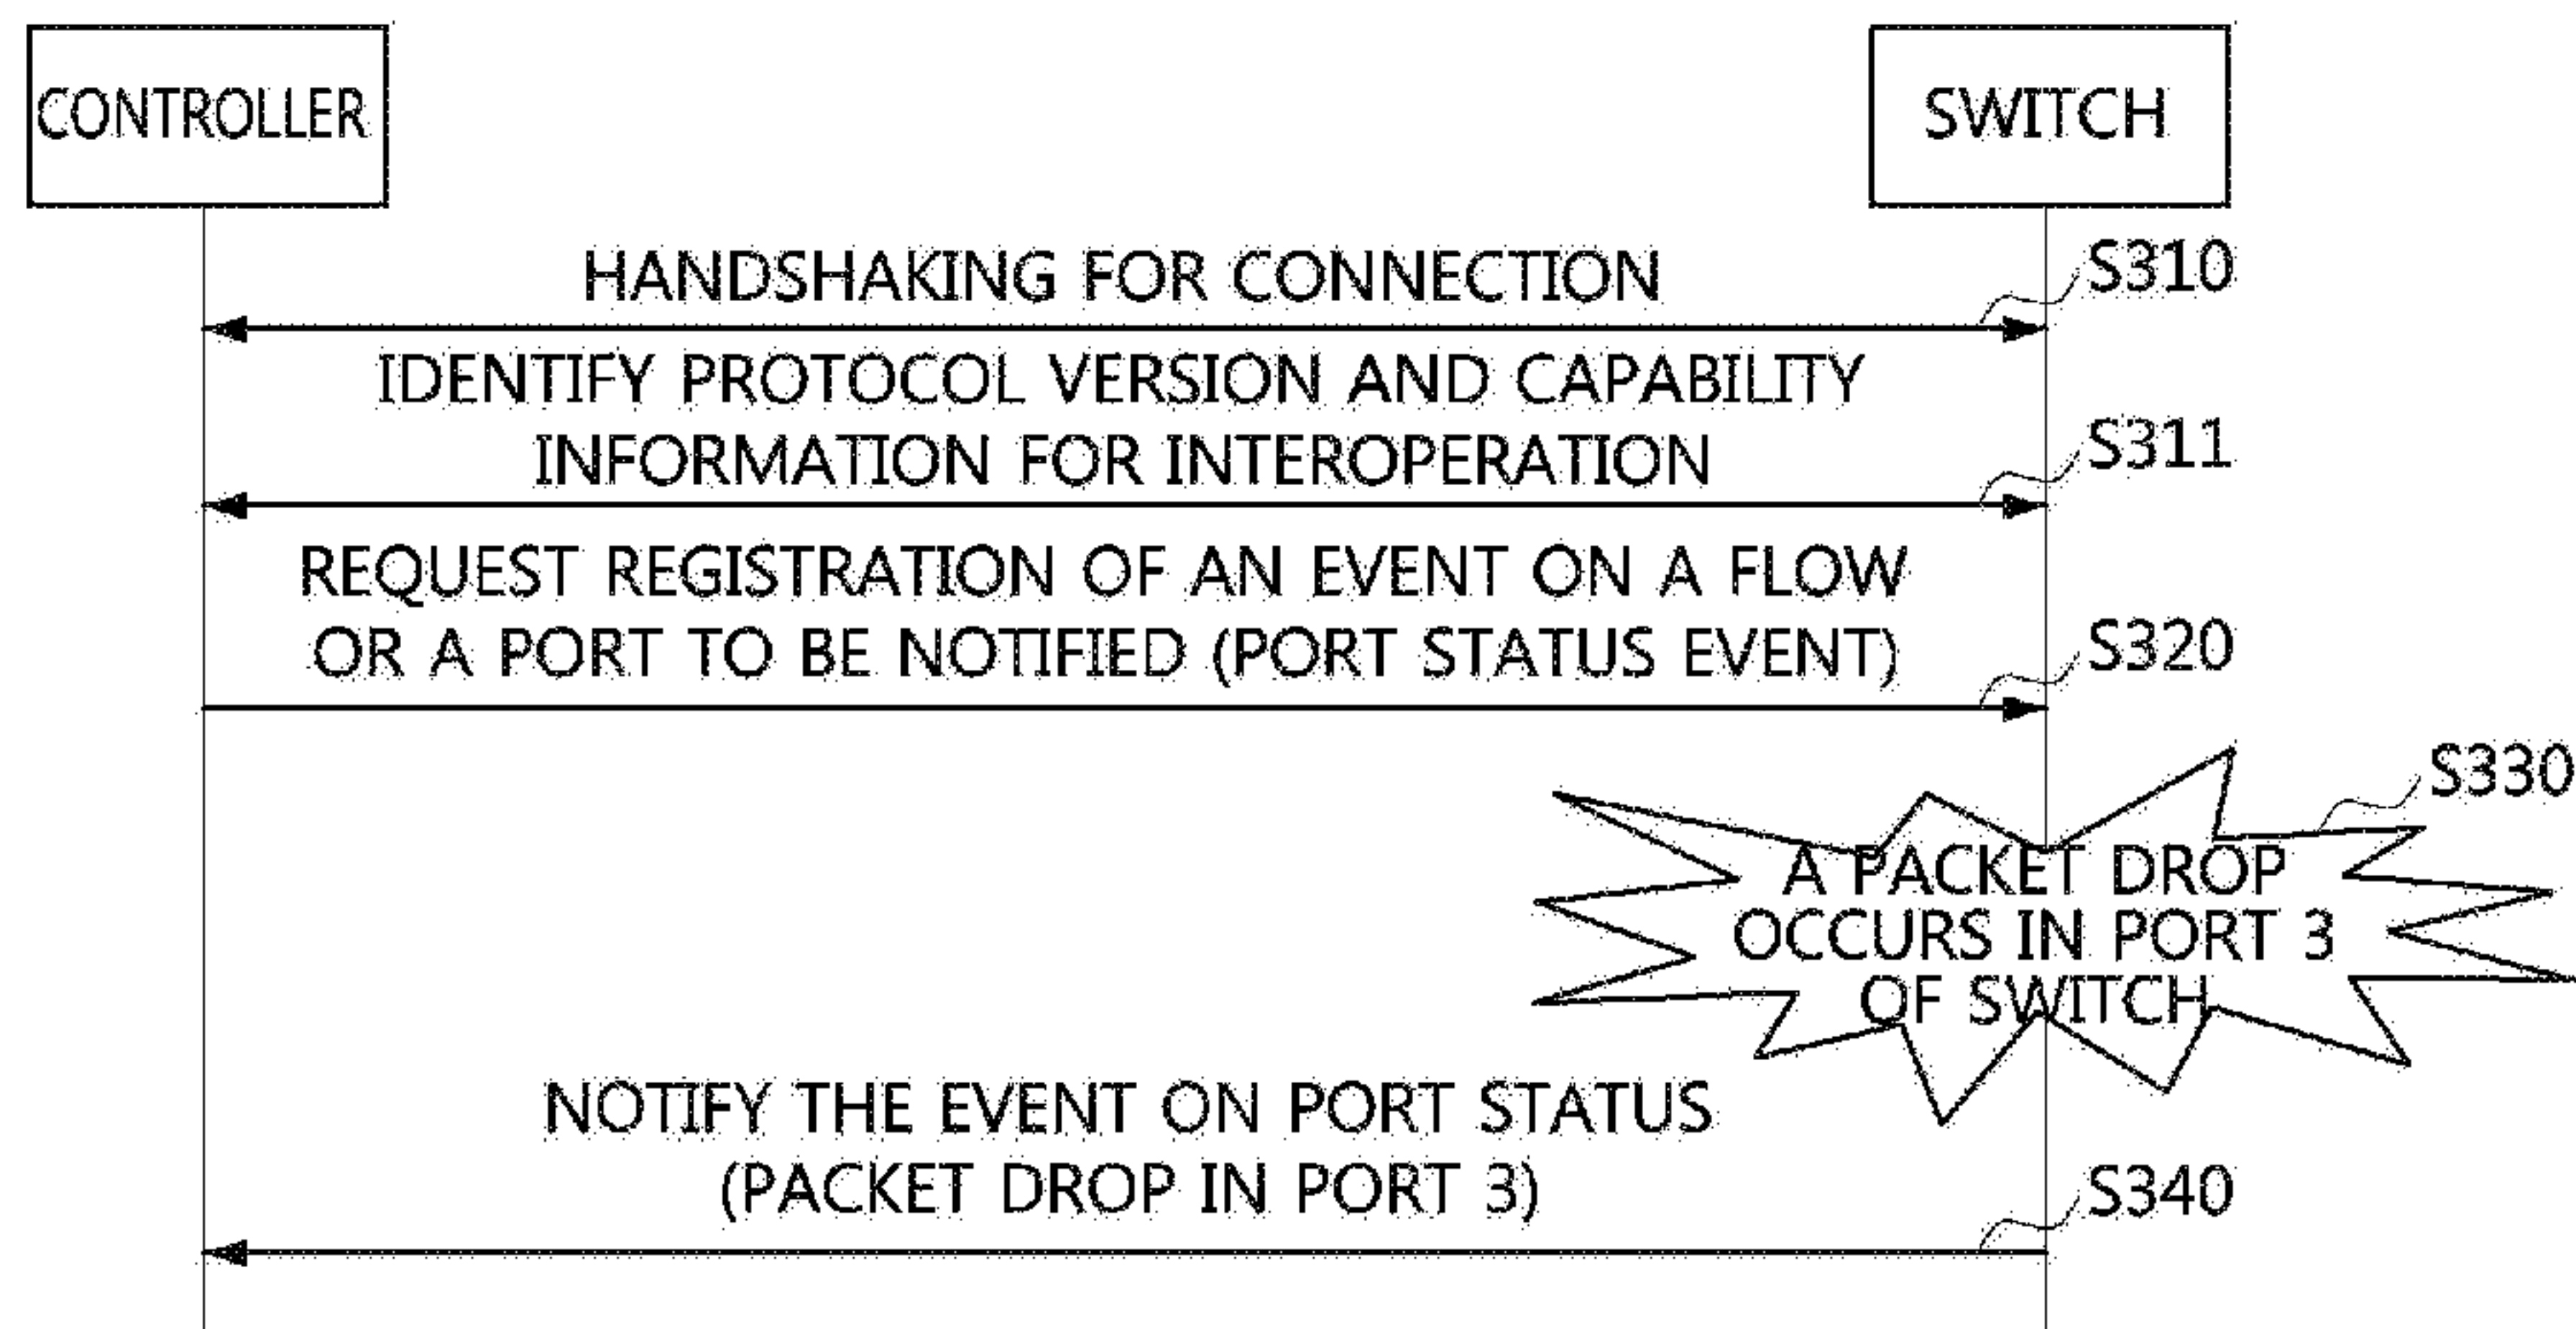 CONTROLLER
SWITCH
HANDSHAKING FOR CONNECTION
S310
IDENTIFY PROTOCOL VERSION AND CAPABILITY
INFORMATION FOR INTEROPERATION
S311
REQUEST REGISTRATION OF AN EVENT ON A FLOW
OR A PORT TO BE NOTIFIED (PORT STATUS EVENT)
S320
S330
A PACKET DROP
OCCURS IN PORT 3
OF SWITCH
NOTIFY THE EVENT ON PORT STATUS
(PACKET DROP IN PORT 3)
S340